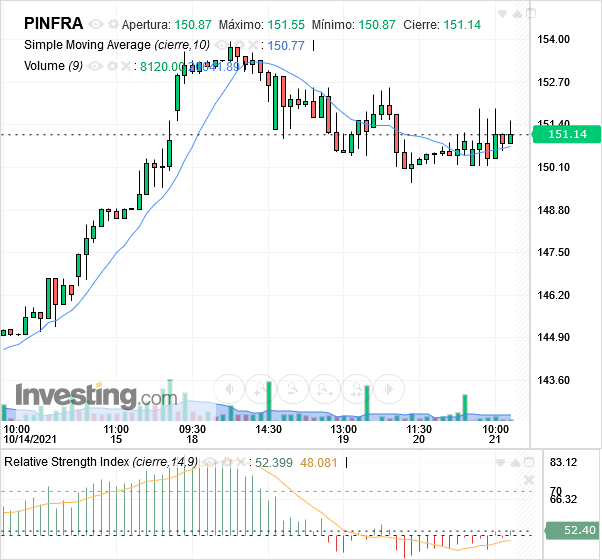 PINFRA Apertura: 150.87 Máximo: 151.55 Mínimo: 150.87 Cierre: 151.14
Simple Moving Average (cierre,10) : 150.77
Volume (9) : 8120.00
154.00
152.70
151.40
151.14
150.10
148.80
147.50
146.20
144.90
143.60
Investing.com
10:00 11:00 09:30 14:30 13:00 11:30 10:00
10/14/2021 15 18 19 20 21
Relative Strength Index (cierre,14,9) : 52.399 48.081
83.12
70
66.32
52.40